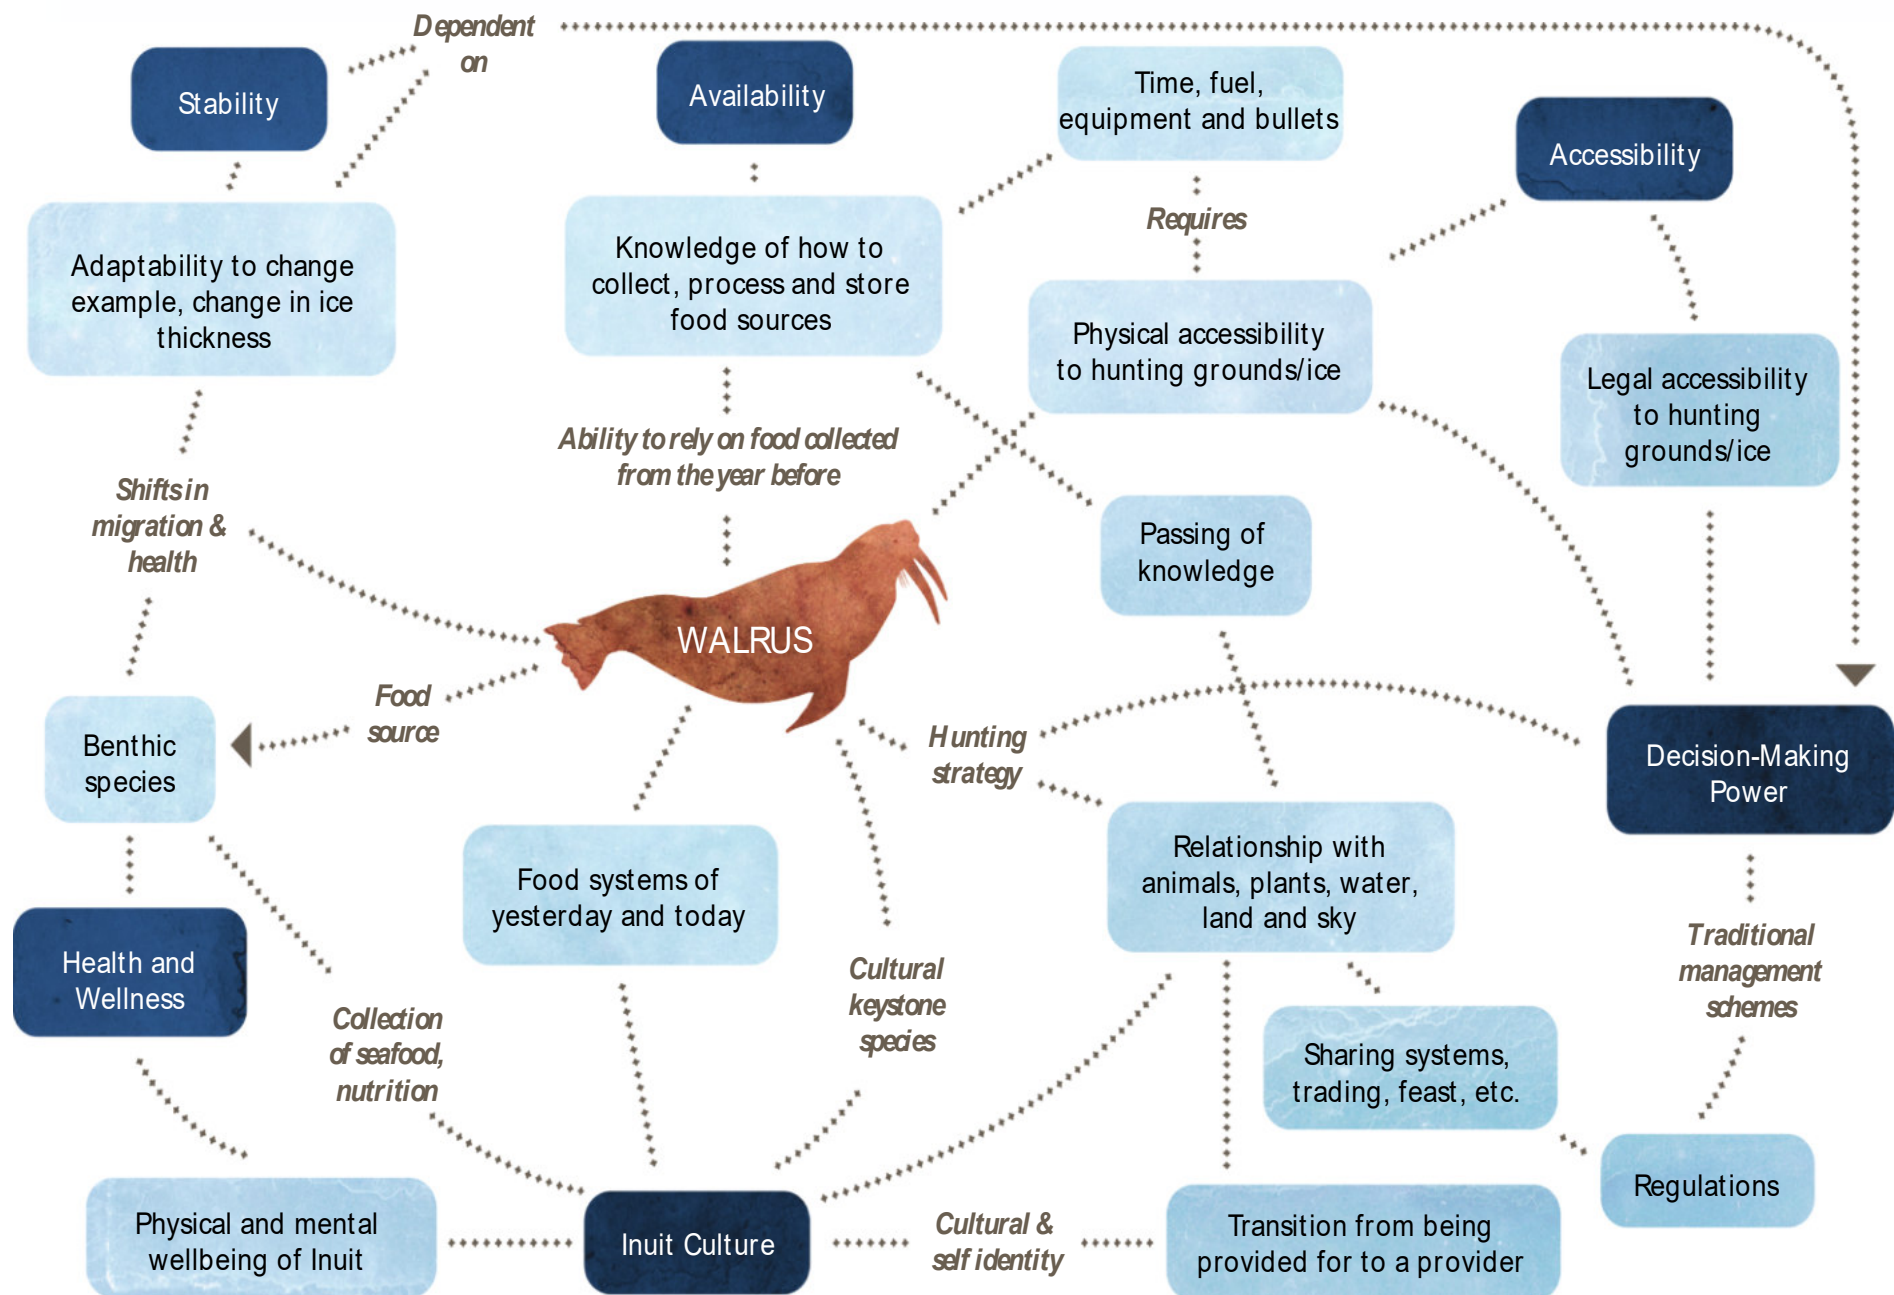 Dependent
on
Stability
Availability
Time, fuel,
equipment and bullets
Accessibility
Adaptability to change
example, change in ice
thickness
Knowledge of how to
collect, process and store
food sources
Requires
Physical accessibility
to hunting grounds/ice
Legal accessibility
to hunting
grounds/ice
Ability to rely on food collected
from the year before
Shifts in
migration &
health
Passing of
knowledge
WALRUS
Food
source
Benthic
species
Hunting
strategy
Decision-Making
Power
Food systems of
yesterday and today
Relationship with
animals, plants, water,
land and sky
Health and
Wellness
Collection
of seafood,
nutrition
Cultural
keystone
species
Traditional
management
schemes
Sharing systems,
trading, feast, etc.
Regulations
Physical and mental
wellbeing of Inuit
Inuit Culture
Cultural &
self identity
Transition from being
provided for to a provider